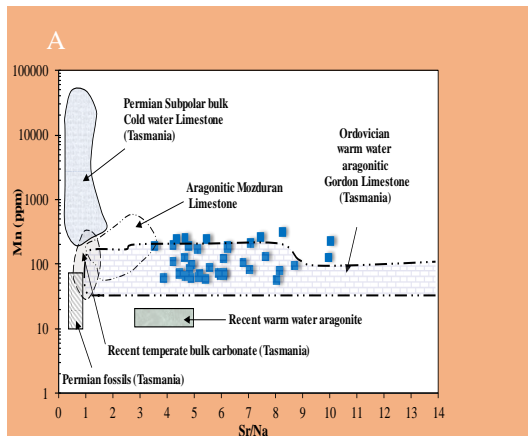 A
100000
10000
1000
100
10
1
Mn (ppm)
Permian Subpolar bulk
Cold water Limestone
(Tasmania)
Ordovician
warm water
aragonitic
Gordon Limestone
(Tasmania)
Aragonitic Mozduran
Limestone
Recent warm water aragonite
Recent temperate bulk carbonate (Tasmania)
Permian fossils (Tasmania)
0 1 2 3 4 5 6 7 8 9 10 11 12 13 14
Sr/Na